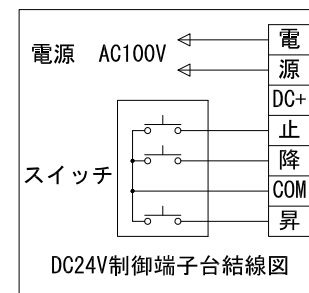 電源 AC100V
電
源
DC+
止
降
COM
昇
スイッチ
DC24V制御端子台結線図